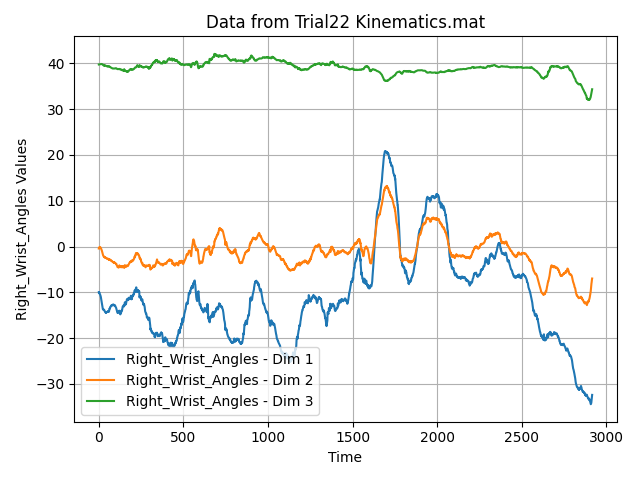 Data from Trial22 Kinematics.mat
Right_Wrist_Angles Values
40
30
20
10
0
−10
−20
−30
Right_Wrist_Angles - Dim 1
Right_Wrist_Angles - Dim 2
Right_Wrist_Angles - Dim 3
0 500 1000 1500 2000 2500 3000
Time